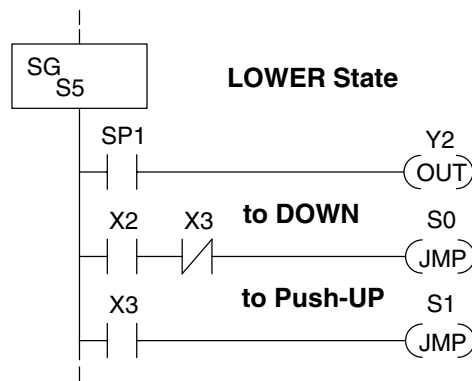 SG
S5
LOWER State
SP1
Y2
OUT
to DOWN
X2
X3
S0
JMP
to Push-UP
X3
S1
JMP